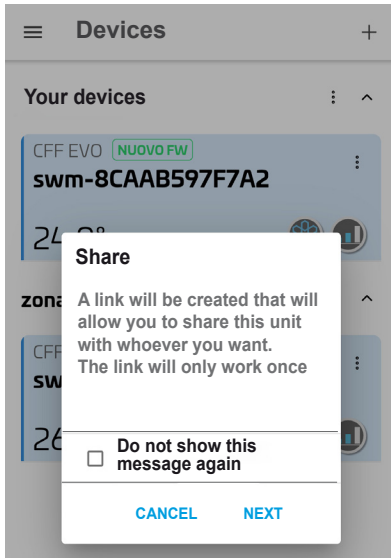 Devices
Your devices
CFF EVO NUOVO FW
swm-8CAAB597F7A2
Share
A link will be created that will
allow you to share this unit
with whoever you want.
The link will only work once
Do not show this
message again
CANCEL NEXT